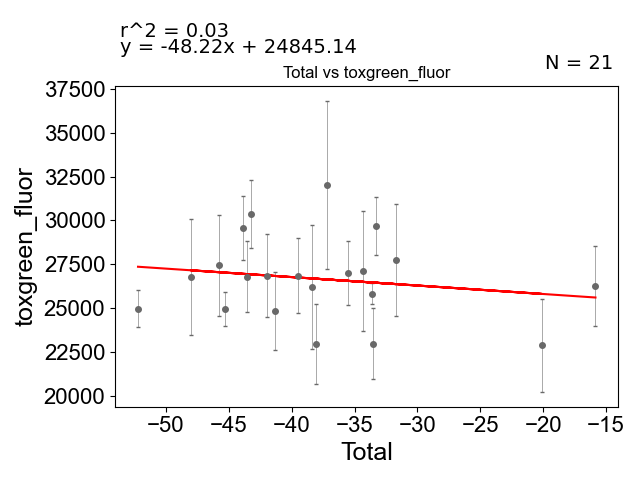 r^2 = 0.03
y = -48.22x + 24845.14
N = 21
Total vs toxgreen_fluor
37500
35000
32500
30000
27500
25000
22500
20000
toxgreen_fluor
−50 −45 −40 −35 −30 −25 −20 −15
Total